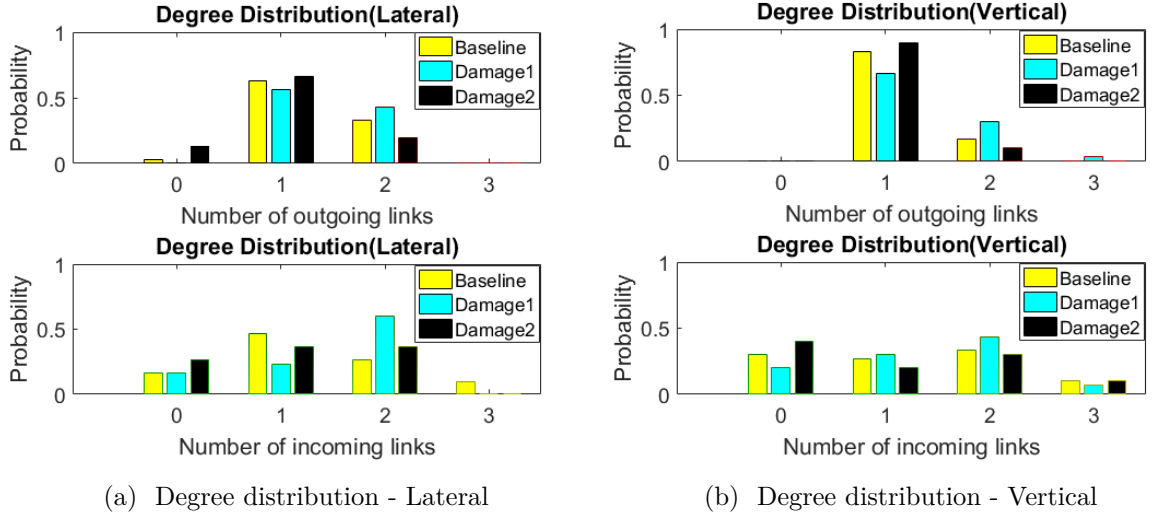 Degree Distribution(Lateral)
Probability
1
0.5
0
Baseline
Damage1
Damage2
0 1 2 3
Number of outgoing links
Degree Distribution(Lateral)
Probability
1
0.5
0
Baseline
Damage1
Damage2
0 1 2 3
Number of incoming links
(a) Degree distribution - Lateral
Degree Distribution(Vertical)
Probability
1
0.5
0
Baseline
Damage1
Damage2
0 1 2 3
Number of outgoing links
Degree Distribution(Vertical)
Probability
1
0.5
0
Baseline
Damage1
Damage2
0 1 2 3
Number of incoming links
(b) Degree distribution - Vertical